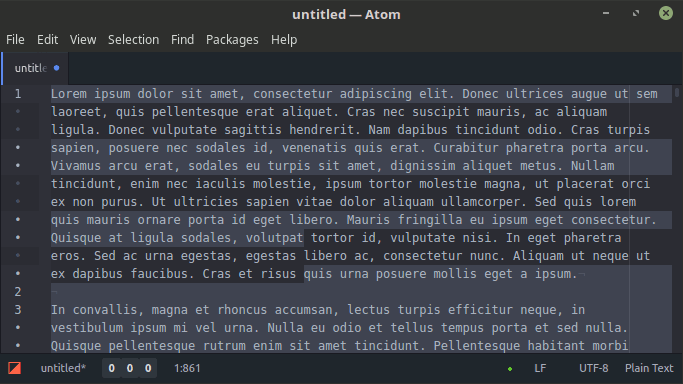 untitled — Atom
File Edit View Selection Find Packages Help
untitle
1 Lorem ipsum dolor sit amet, consectetur adipiscing elit. Donec ultrices augue ut sem
laoreet, quis pellentesque erat aliquet. Cras nec suscipit mauris, ac aliquam
ligula. Donec vulputate sagittis hendrerit. Nam dapibus tincidunt odio. Cras turpis
sapien, posuere nec sodales id, venenatis quis erat. Curabitur pharetra porta arcu.
Vivamus arcu erat, sodales eu turpis sit amet, dignissim aliquet metus. Nullam
tincidunt, enim nec iaculis molestie, ipsum tortor molestie magna, ut placerat orci
ex non purus. Ut ultricies sapien vitae dolor aliquam ullamcorper. Sed quis lorem
quis mauris ornare porta id eget libero. Mauris fringilla eu ipsum eget consectetur.
Quisque at ligula sodales, volutpat tortor id, vulputate nisi. In eget pharetra
eros. Sed ac urna egestas, egestas libero ac, consectetur nunc. Aliquam ut neque ut
ex dapibus faucibus. Cras et risus quis urna posuere mollis eget a ipsum.¬
2 ¬
3 In convallis, magna et rhoncus accumsan, lectus turpis efficitur neque, in
vestibulum ipsum mi vel urna. Nulla eu odio et tellus tempus porta et sed nulla.
Quisque pellentesque rutrum enim sit amet tincidunt. Pellentesque habitant morbi
untitled* 0 0 0 1:861 LF UTF-8 Plain Text